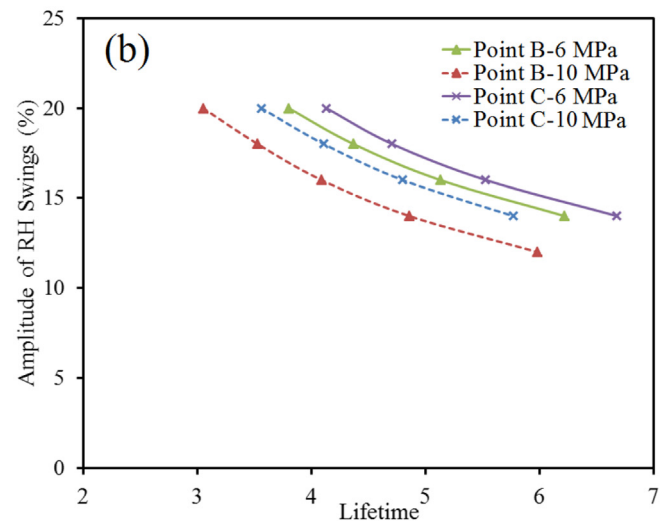 (b)
Point B-6 MPa
Point B-10 MPa
Point C-6 MPa
Point C-10 MPa
Amplitude of RH Swings (%)
25
20
15
10
5
0
2 3 4 5 6 7
Lifetime